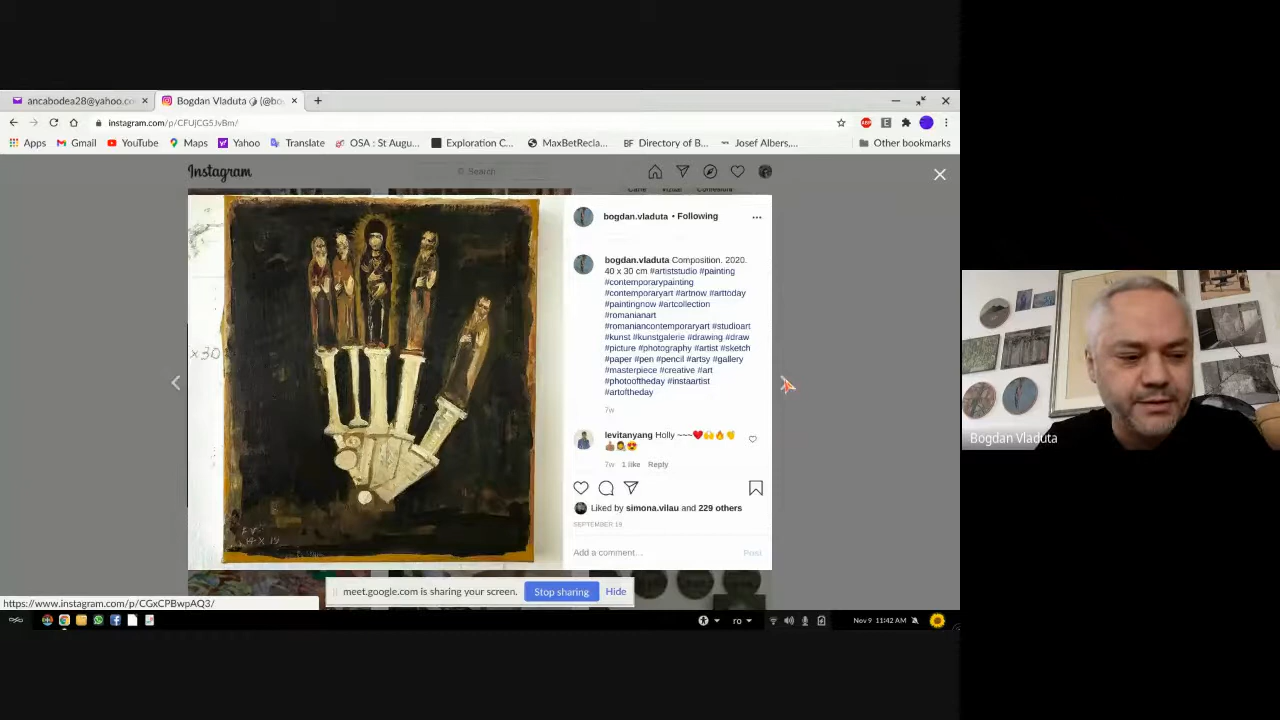 ancabodea28@yahoo.co
Bogdan Vladuta (@bo
instagram.com/p/CFUjCG5JvBm/
Apps Gmail YouTube Yahoo Maps Translate OSA : St Augu... Exploration C... MaxBetRecla... BF Directory of B... Josef Albers,... Other bookmarks
Instagram
Search
bogdan.vladuta • Following
bogdan.vladuta Composition. 2020.
40 x 30 cm #artiststudio #painting
#contemporarypainting
#contemporaryart #artnow #arttoday
#paintingnow #artcollection
#romanianart
#romaniancontemporaryart #studioart
#kunst #kunstgalerie #drawing #draw
#picture #photography #artist #sketch
#paper #pen #pencil #artsy #gallery
#masterpiece #creative #art
#photooftheday #instaartist
#artoftheday
7w
levitanyang Holly ~~~❤️🙌🔥
7w 1 like Reply
Liked by simona.vilau and 229 others
SEPTEMBER 19
Add a comment...
Post
x30
meet.google.com is sharing your screen. Stop sharing Hide
https://www.instagram.com/p/CGxCPBwpAQ3/
ro
Nov 9 11:42 AM
Bogdan Vladuta